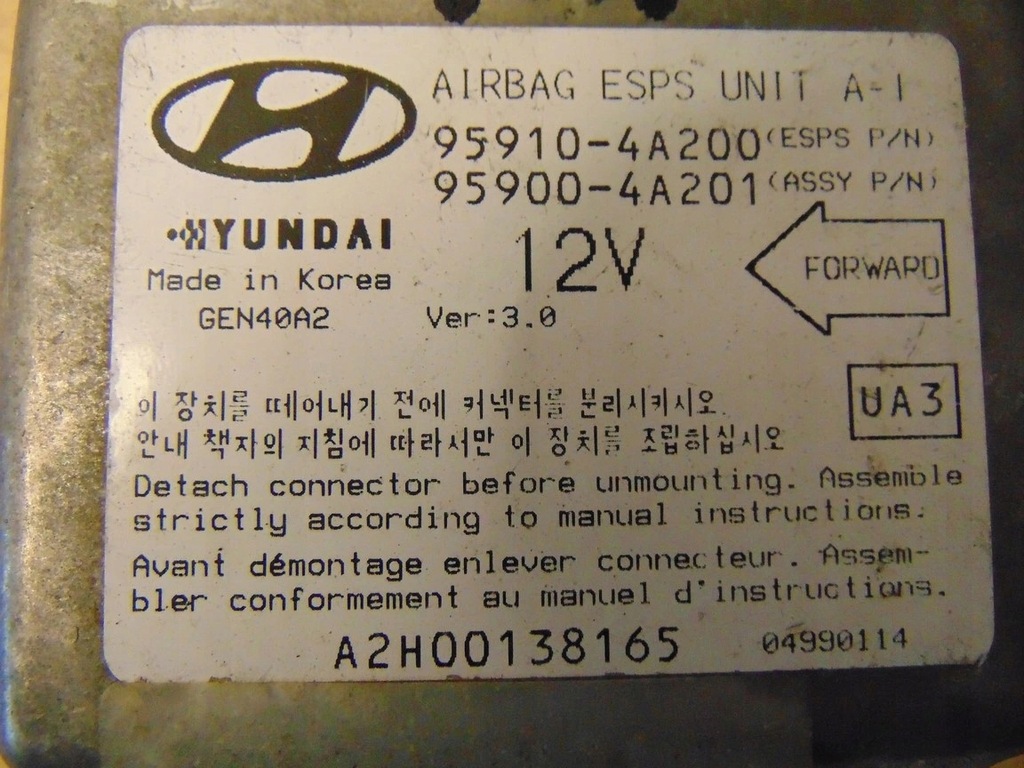 AIRBAG ESPS UNIT A-I
95910-4A200 (ESPS P/N)
95900-4A201 (ASSY P/N)
HYUNDAI
12V
FORWARD
Made in Korea
GEN40A2
Ver:3.0
UA3
이 장치를 떼어내기 전에 커넥터를 분리시키시오
안내 책자의 지침에 따라서만 이 장치를 조립하십시오
Detach connector before unmounting. Assemble
strictly according to manual instructions.
Avant démontage enlever connecteur. Assem-
bler conformement au manuel d'instructions.
A2H00138165
04990114